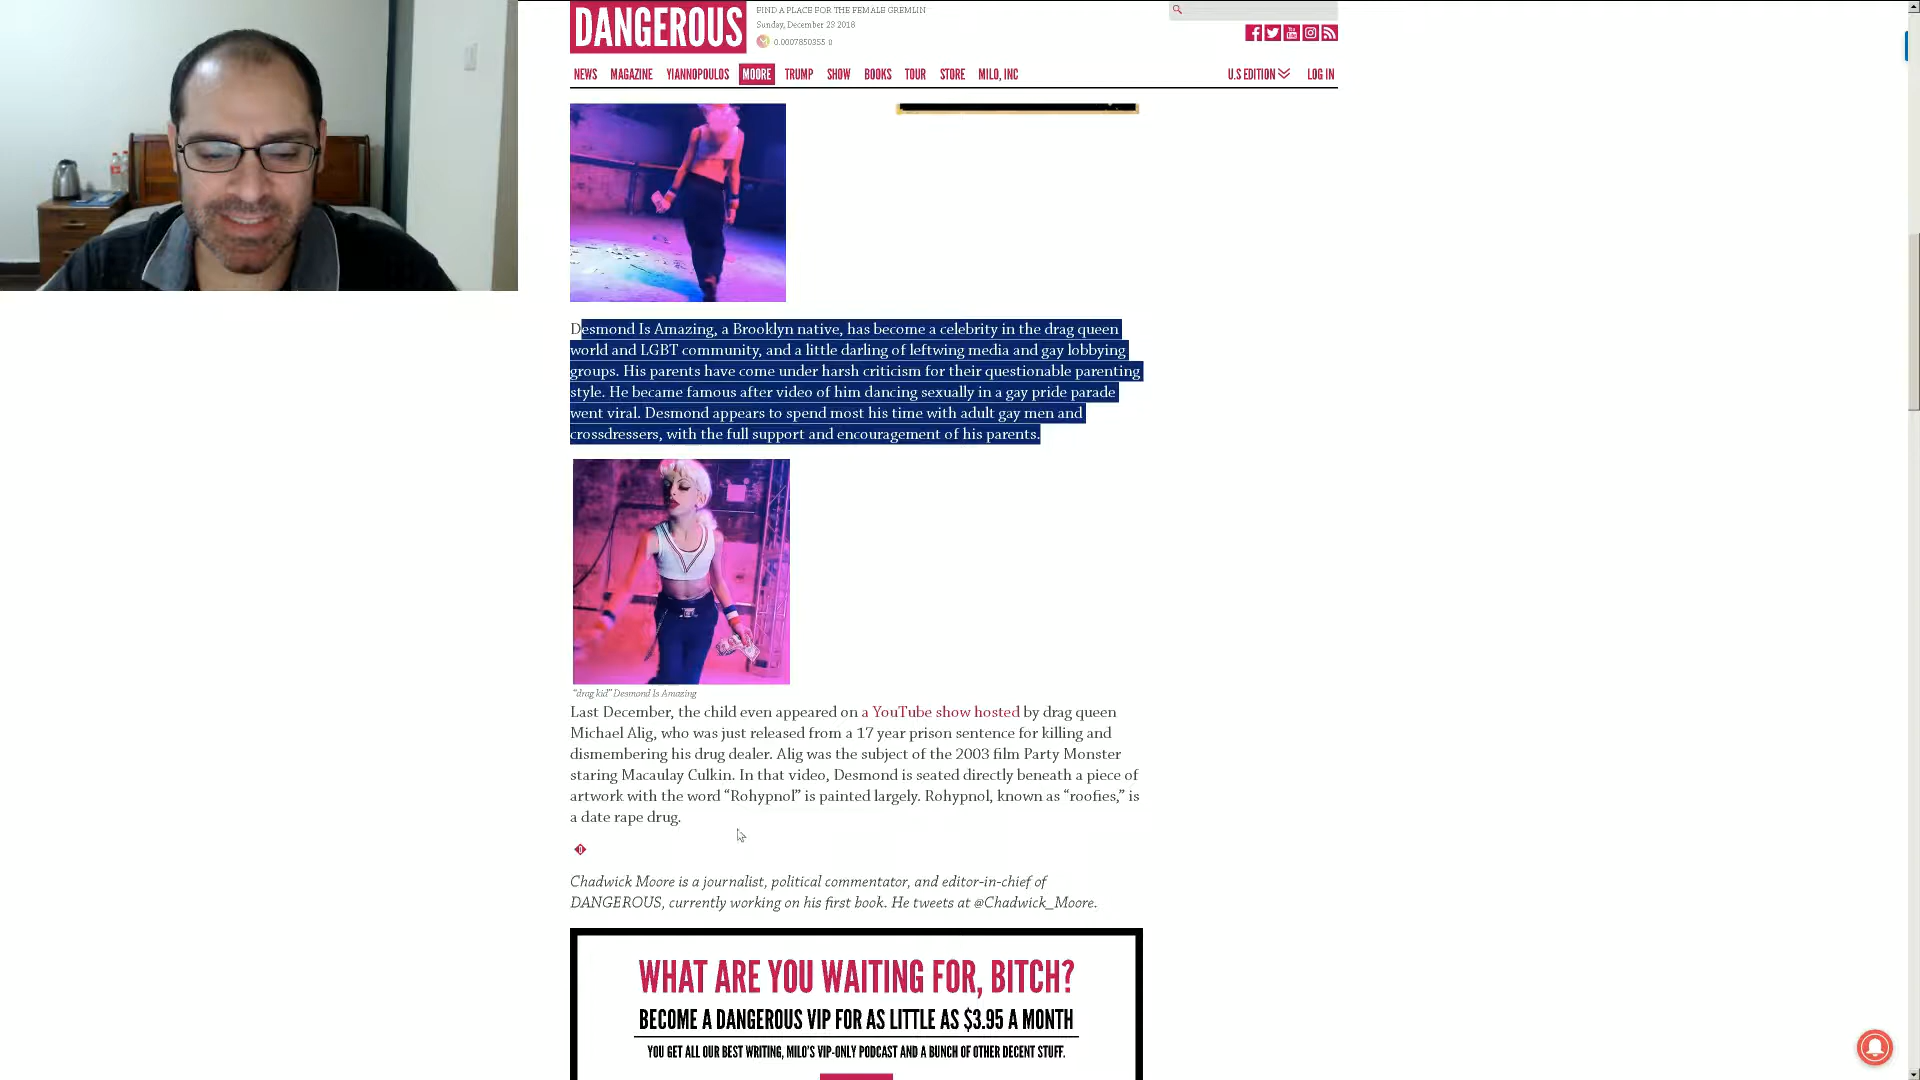 DANGEROUS
FIND A PLACE FOR THE FEMALE GREMLIN
Sunday, December 23 2018
0.0007850355
NEWS MAGAZINE YIANNOPOULOS MOORE TRUMP SHOW BOOKS TOUR STORE MILO, INC U.S EDITION LOG IN
Desmond Is Amazing, a Brooklyn native, has become a celebrity in the drag queen
world and LGBT community, and a little darling of leftwing media and gay lobbying
groups. His parents have come under harsh criticism for their questionable parenting
style. He became famous after video of him dancing sexually in a gay pride parade
went viral. Desmond appears to spend most his time with adult gay men and
crossdressers, with the full support and encouragement of his parents.
"drag kid" Desmond Is Amazing
Last December, the child even appeared on a YouTube show hosted by drag queen
Michael Alig, who was just released from a 17 year prison sentence for killing and
dismembering his drug dealer. Alig was the subject of the 2003 film Party Monster
staring Macaulay Culkin. In that video, Desmond is seated directly beneath a piece of
artwork with the word “Rohypnol” is painted largely. Rohypnol, known as “roofies,” is
a date rape drug.
Chadwick Moore is a journalist, political commentator, and editor-in-chief of
DANGEROUS, currently working on his first book. He tweets at @Chadwick_Moore.
WHAT ARE YOU WAITING FOR, BITCH?
BECOME A DANGEROUS VIP FOR AS LITTLE AS $3.95 A MONTH
YOU GET ALL OUR BEST WRITING, MILO'S VIP-ONLY PODCAST AND A BUNCH OF OTHER DECENT STUFF.